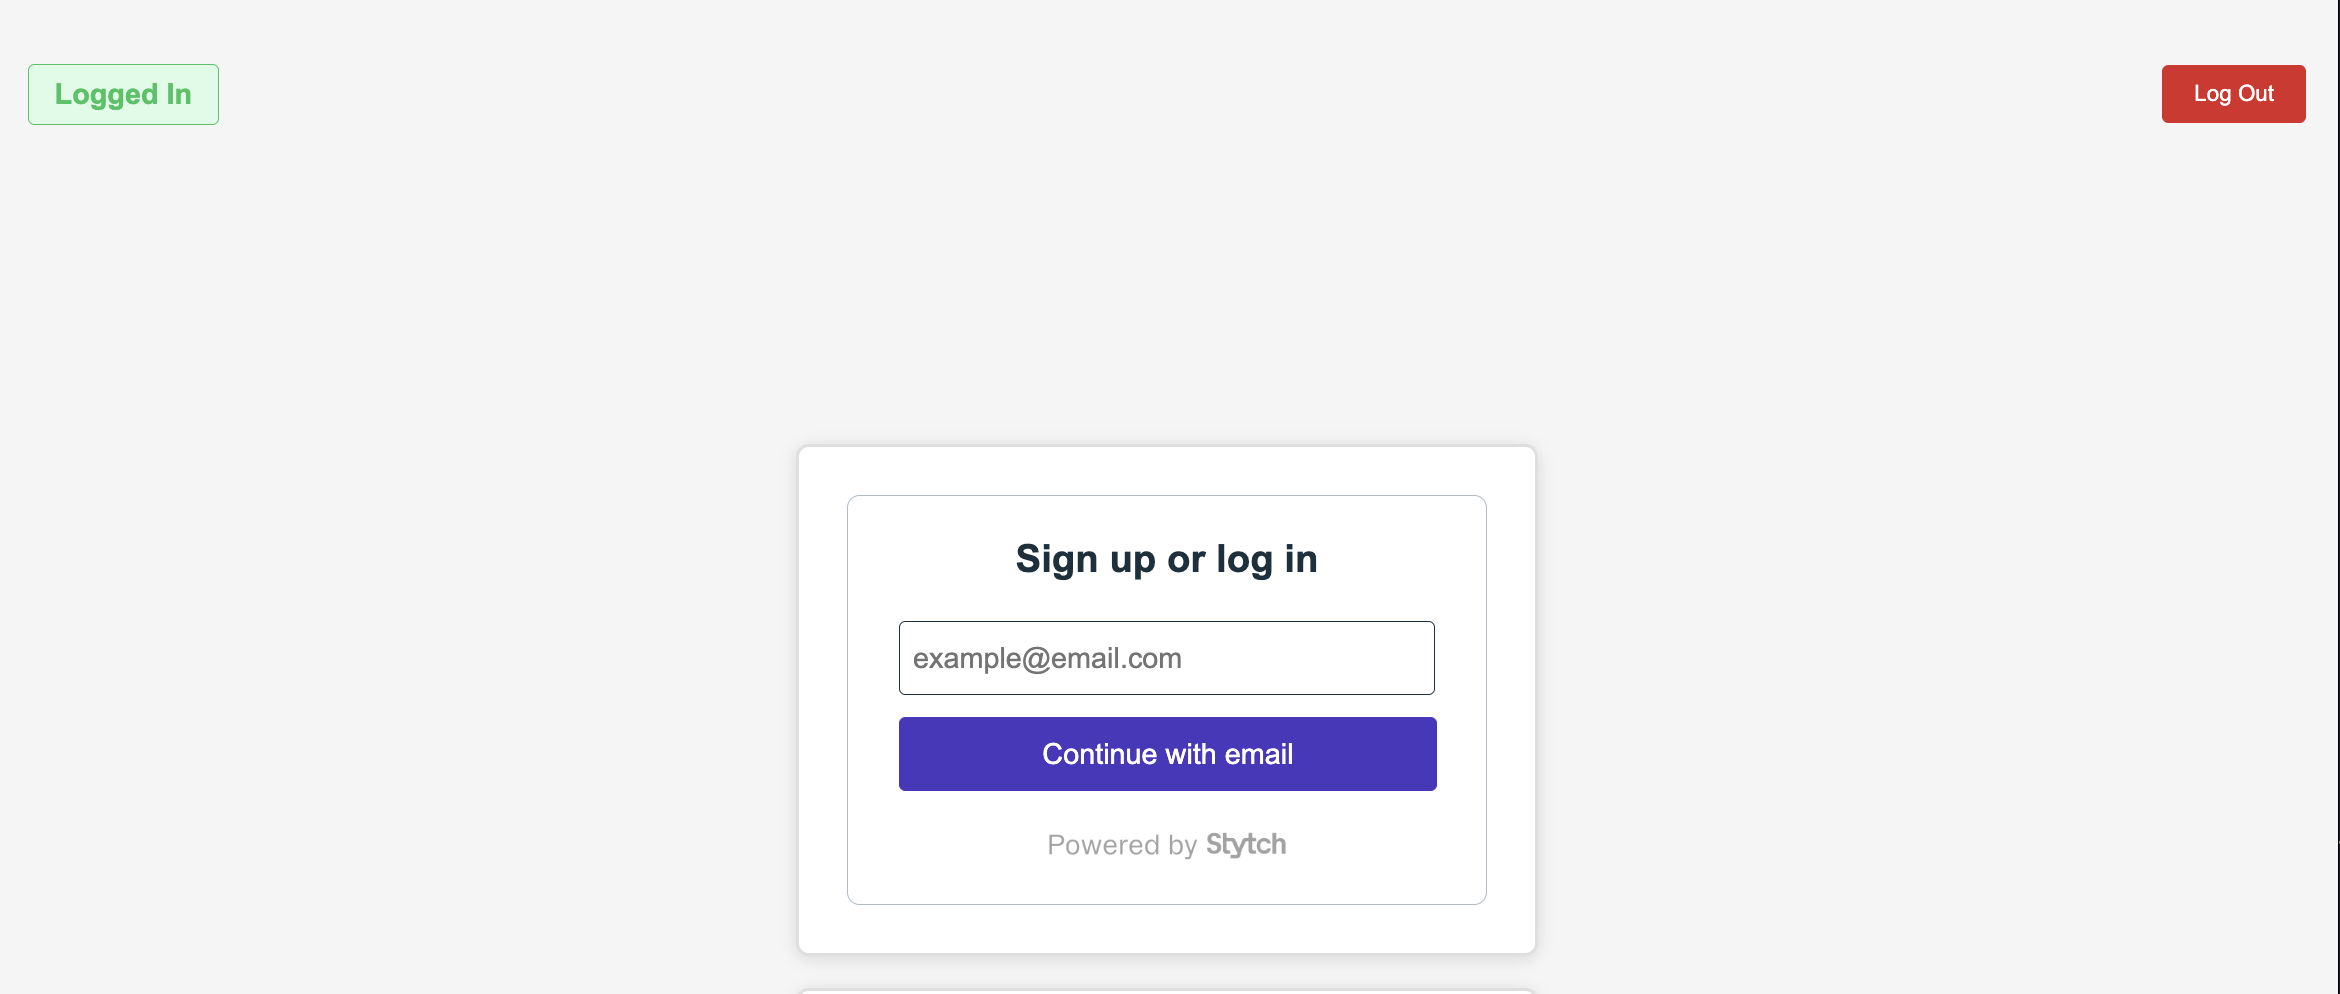 Logged In
Log Out
Sign up or log in
example@email.com
Continue with email
Powered by Stytch